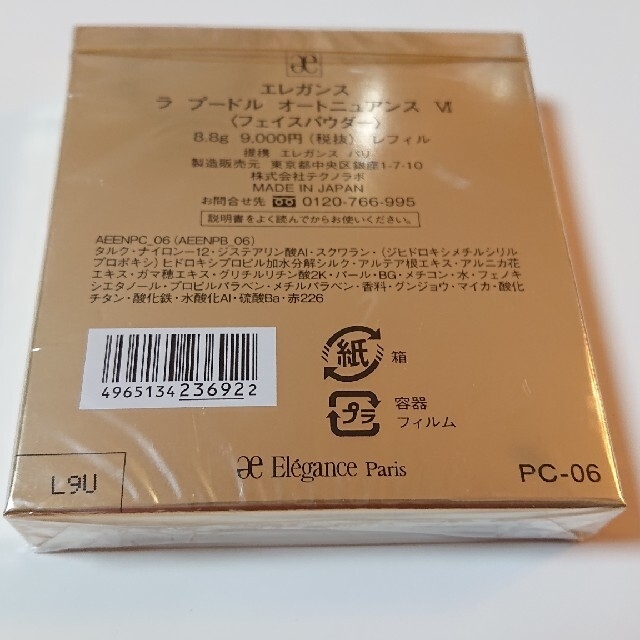 æ
エレガンス
ラ プードル オートニュアンス Ⅵ
〈フェイスパウダー〉
8.8g 9,000円（税抜） レフィル
提携 エレガンス パリ
製造販売元 東京都中央区銀座1-7-10
株式会社テクノラボ
MADE IN JAPAN
お問合せ先 0120-766-995
説明書をよく読んでからお使いください。
AEENPC_06 (AEENPB_06)
タルク・ナイロン－12・ジステアリン酸Al・スクワラン・（ジヒドロキシメチルシリル
プロポキシ）ヒドロキシプロピル加水分解シルク・アルテア根エキス・アルニカ花
エキス・ガマ穂エキス・グリチルリチン酸2K・パール・BG・メチコン・水・フェノキ
シエタノール・プロピルパラベン・メチルパラベン・香料・グンジョウ・マイカ・酸化
チタン・酸化鉄・水酸化Al・硫酸Ba・赤226
紙 箱
4965134236922
プラ 容器
フィルム
L9U
æ Elégance Paris
PC-06